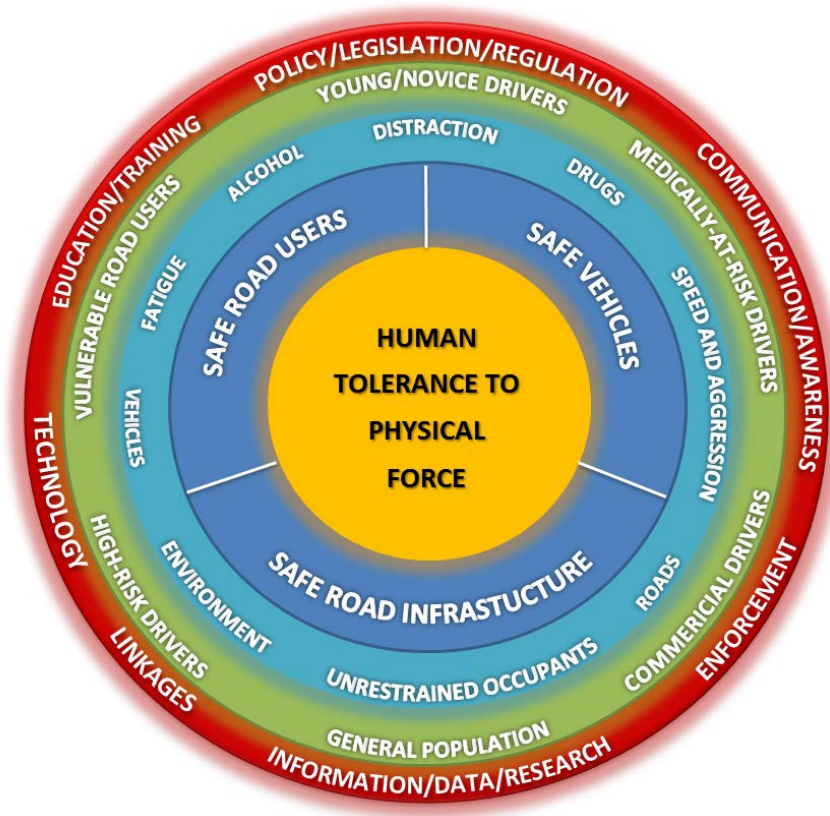 POLICY/LEGISLATION/REGULATION
COMMUNICATION/AWARENESS
ENFORCEMENT
INFORMATION/DATA/RESEARCH
LINKAGES
TECHNOLOGY
EDUCATION/TRAINING
YOUNG/NOVICE DRIVERS
MEDICALLY-AT-RISK DRIVERS
COMMERICIAL DRIVERS
GENERAL POPULATION
HIGH-RISK DRIVERS
VULNERABLE ROAD USERS
DISTRACTION
DRUGS
SPEED AND AGGRESSION
ROADS
UNRESTRAINED OCCUPANTS
ENVIRONMENT
VEHICLES
FATIGUE
ALCOHOL
SAFE ROAD USERS
SAFE VEHICLES
SAFE ROAD INFRASTUCTURE
HUMAN
TOLERANCE TO
PHYSICAL
FORCE